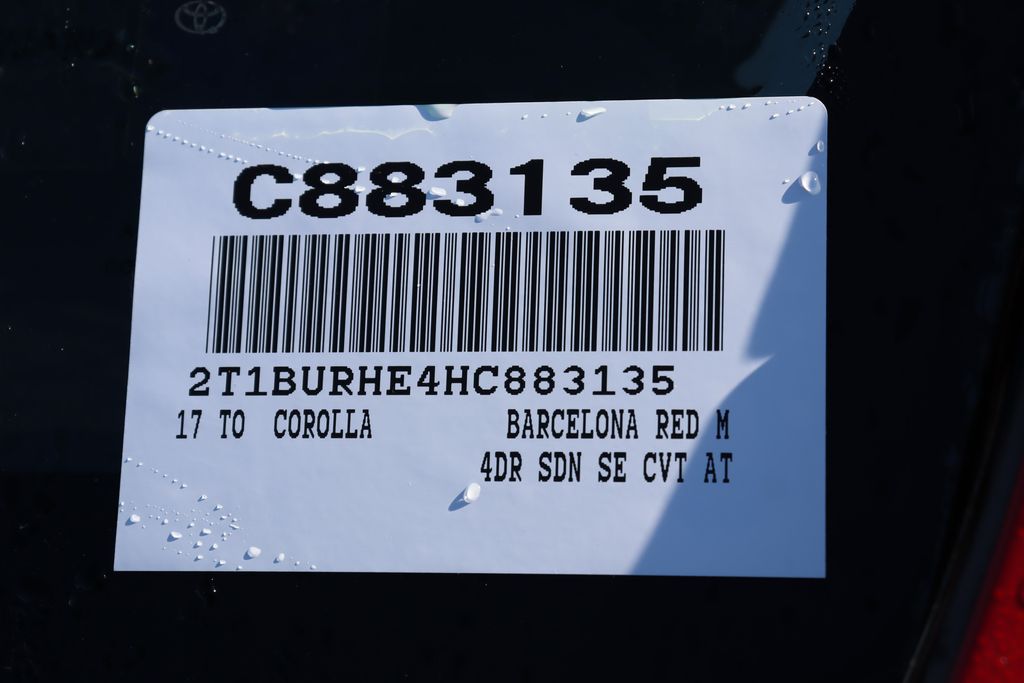 C883135
2T1BURHE4HC883135
17 TO COROLLA BARCELONA RED M
4DR SDN SE CVT AT